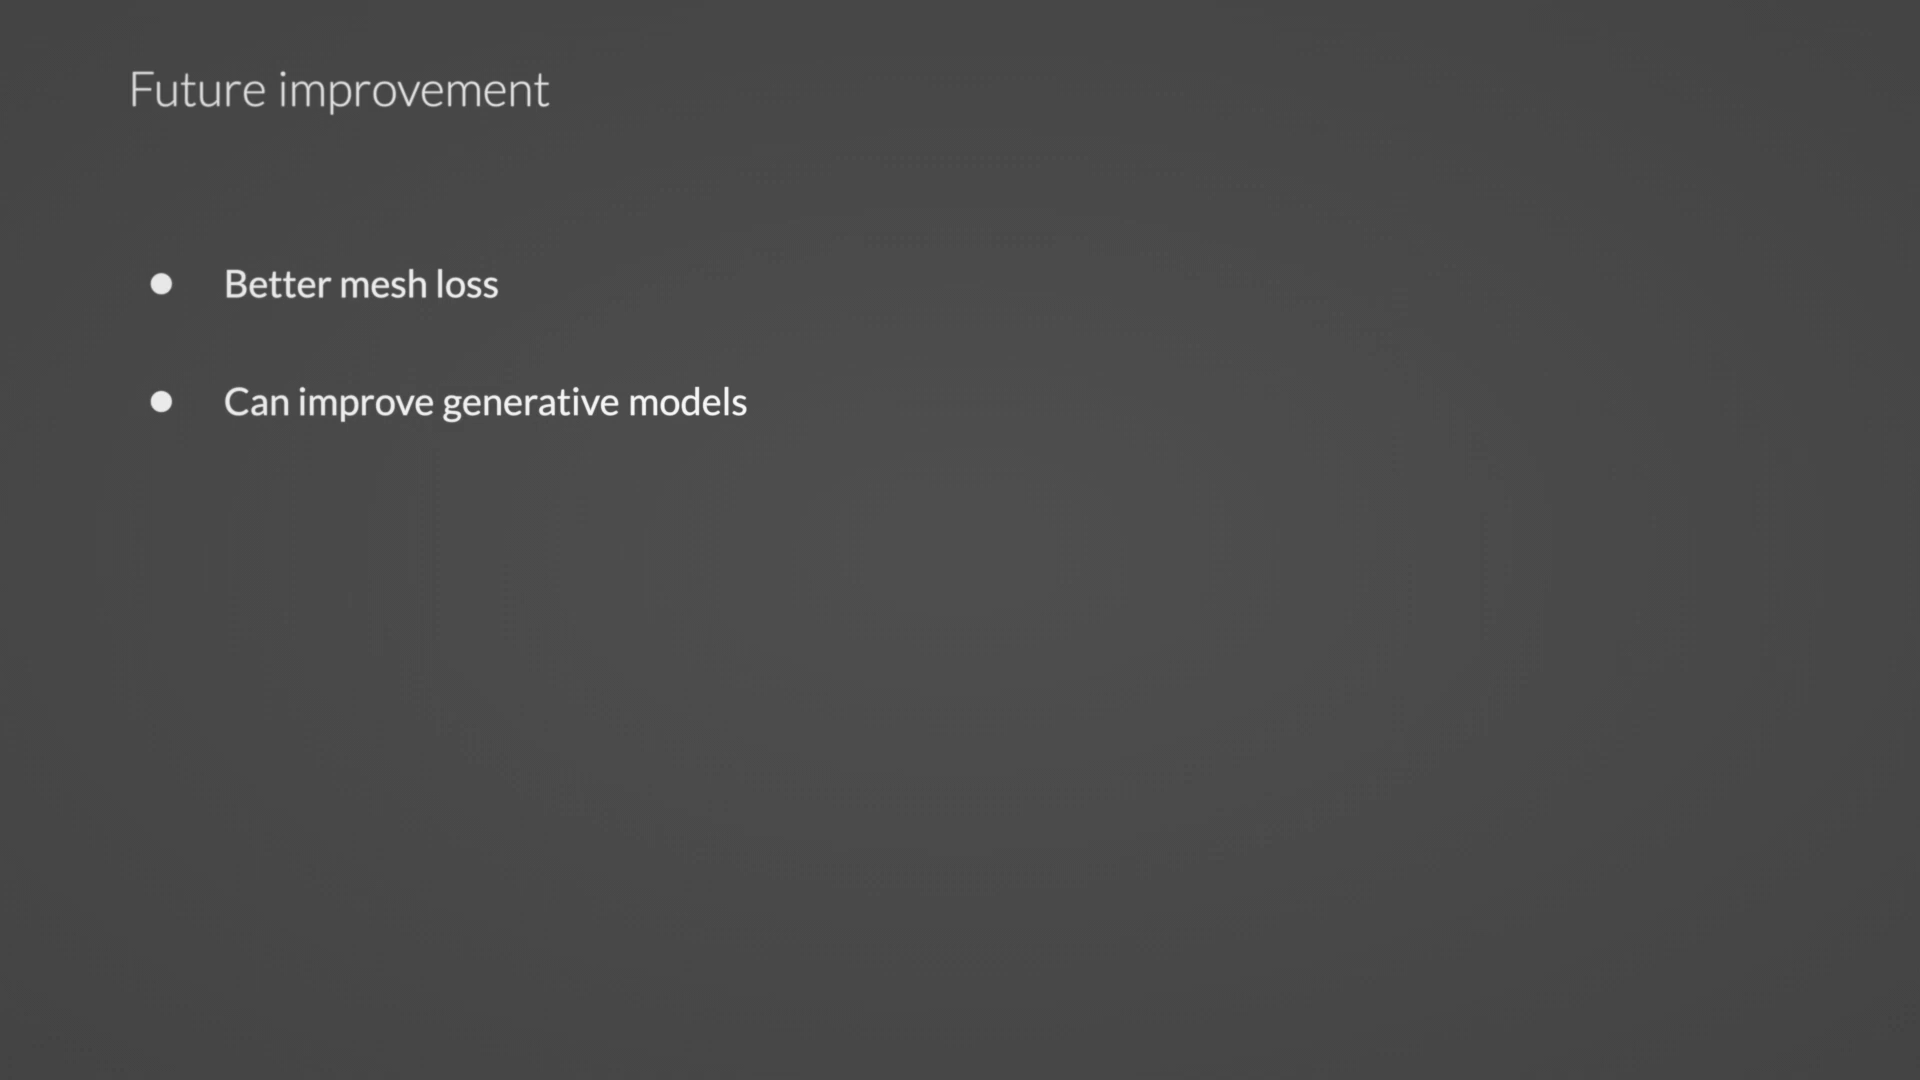 Future improvement
● Better mesh loss
● Can improve generative models